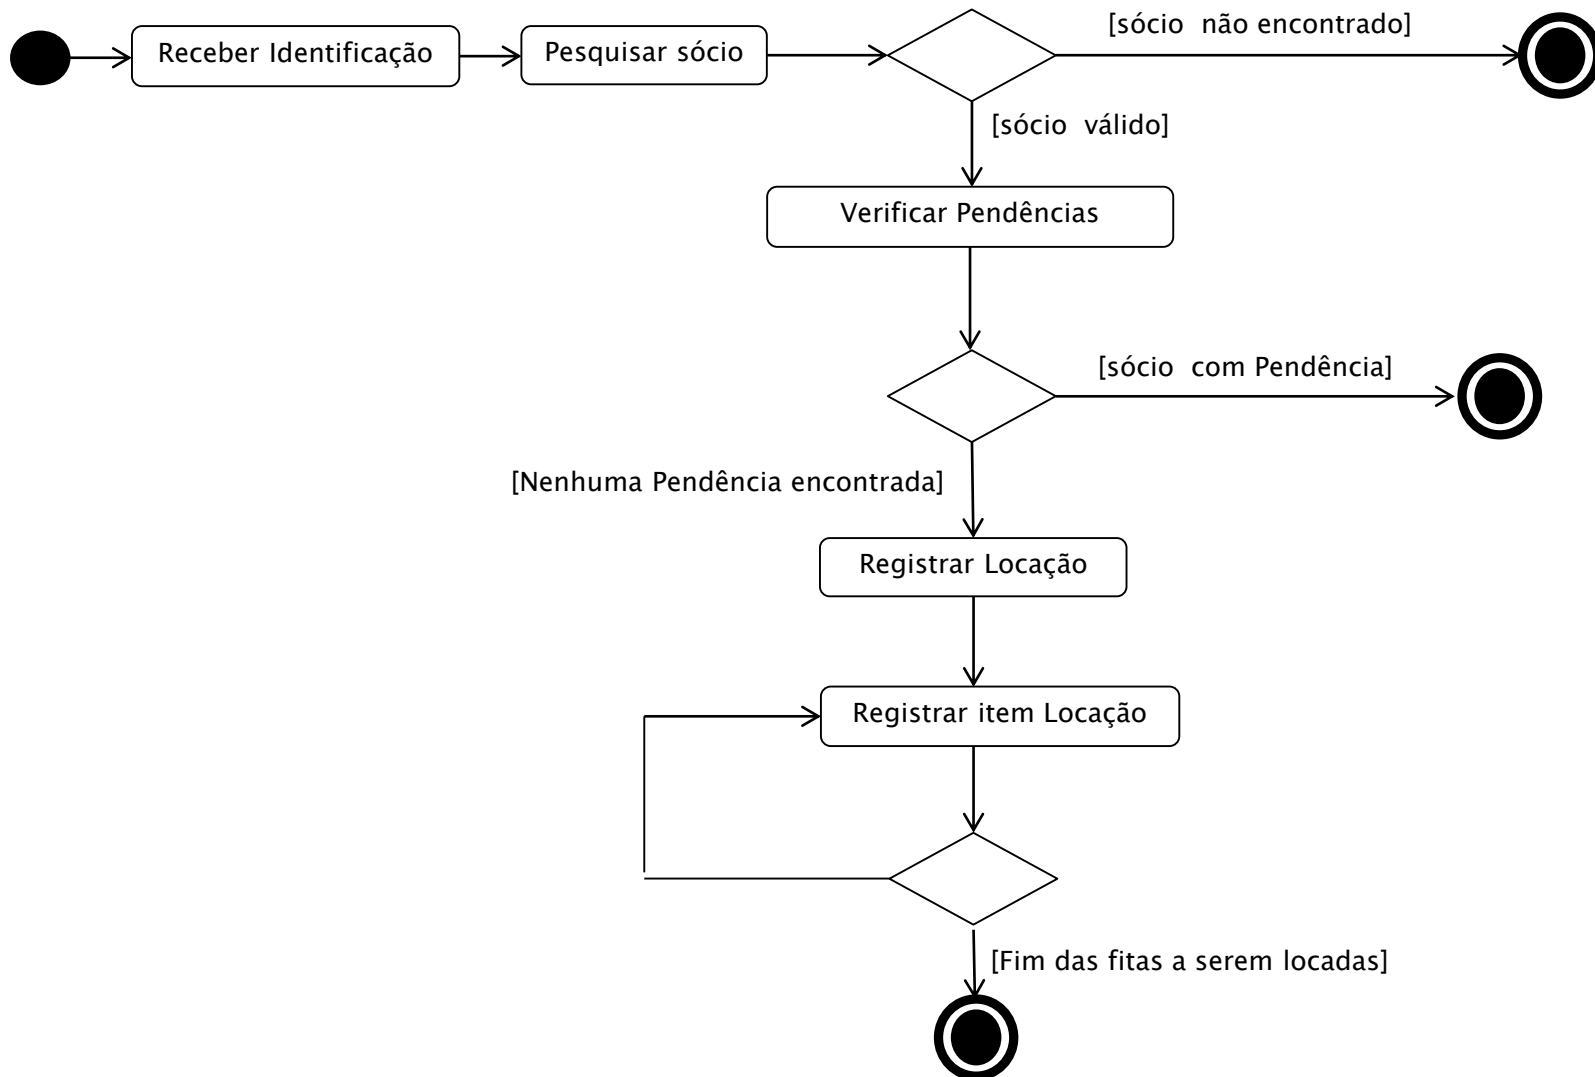 Receber Identificação
Pesquisar sócio
[sócio  não encontrado]
[sócio  válido]
Verificar Pendências
[sócio  com Pendência]
[Nenhuma Pendência encontrada]
Registrar Locação
Registrar item Locação
[Fim das fitas a serem locadas]